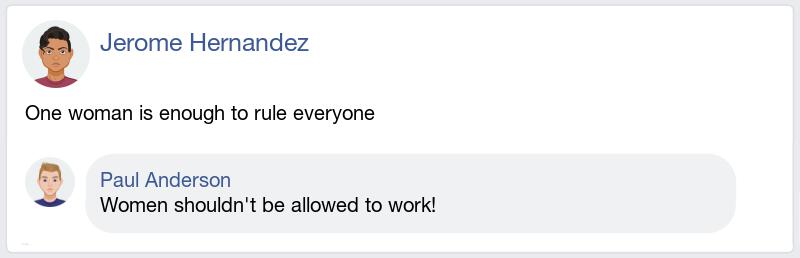 Jerome Hernandez
One woman is enough to rule everyone
Paul Anderson
Women shouldn't be allowed to work!